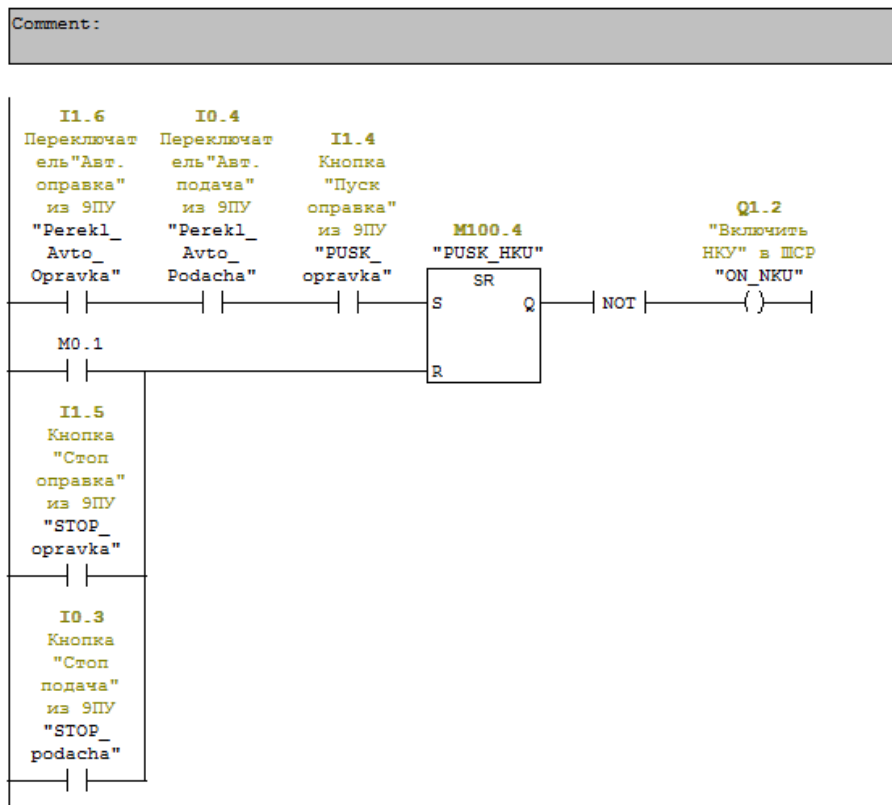 Comment:
I1.6
Переключат
ель"Авт.
оправка"
из 9ПУ
"Perekl_
Avto_
Opravka"
I0.4
Переключат
ель"Авт.
подача"
из 9ПУ
"Perekl_
Avto_
Podacha"
I1.4
Кнопка
"Пуск
оправка"
из 9ПУ
"PUSK_
opravka"
M100.4
"PUSK_HKU"
SR
S
Q
R
NOT
Q1.2
"Включить
НКУ" в ШСР
"ON_NKU"
M0.1
I1.5
Кнопка
"Стоп
оправка"
из 9ПУ
"STOP_
opravka"
I0.3
Кнопка
"Стоп
подача"
из 9ПУ
"STOP_
podacha"